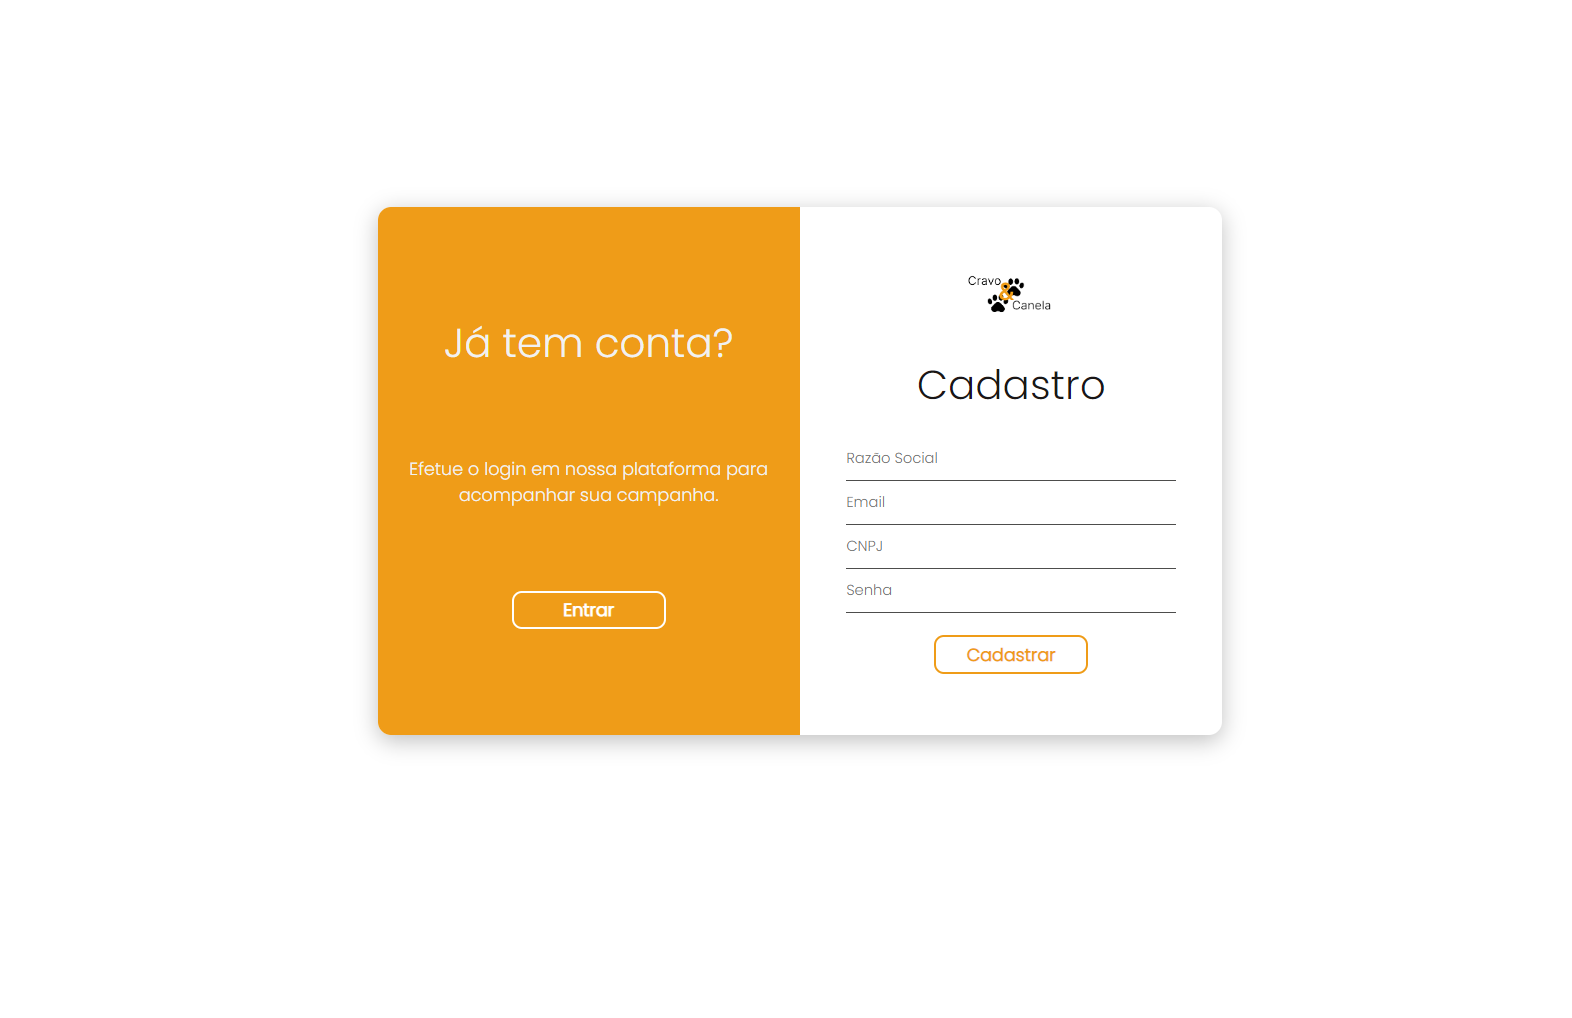 Já tem conta?
Efetue o login em nossa plataforma para
acompanhar sua campanha.
Entrar
Cravo
&
Canela
Cadastro
Razão Social
Email
CNPJ
Senha
Cadastrar